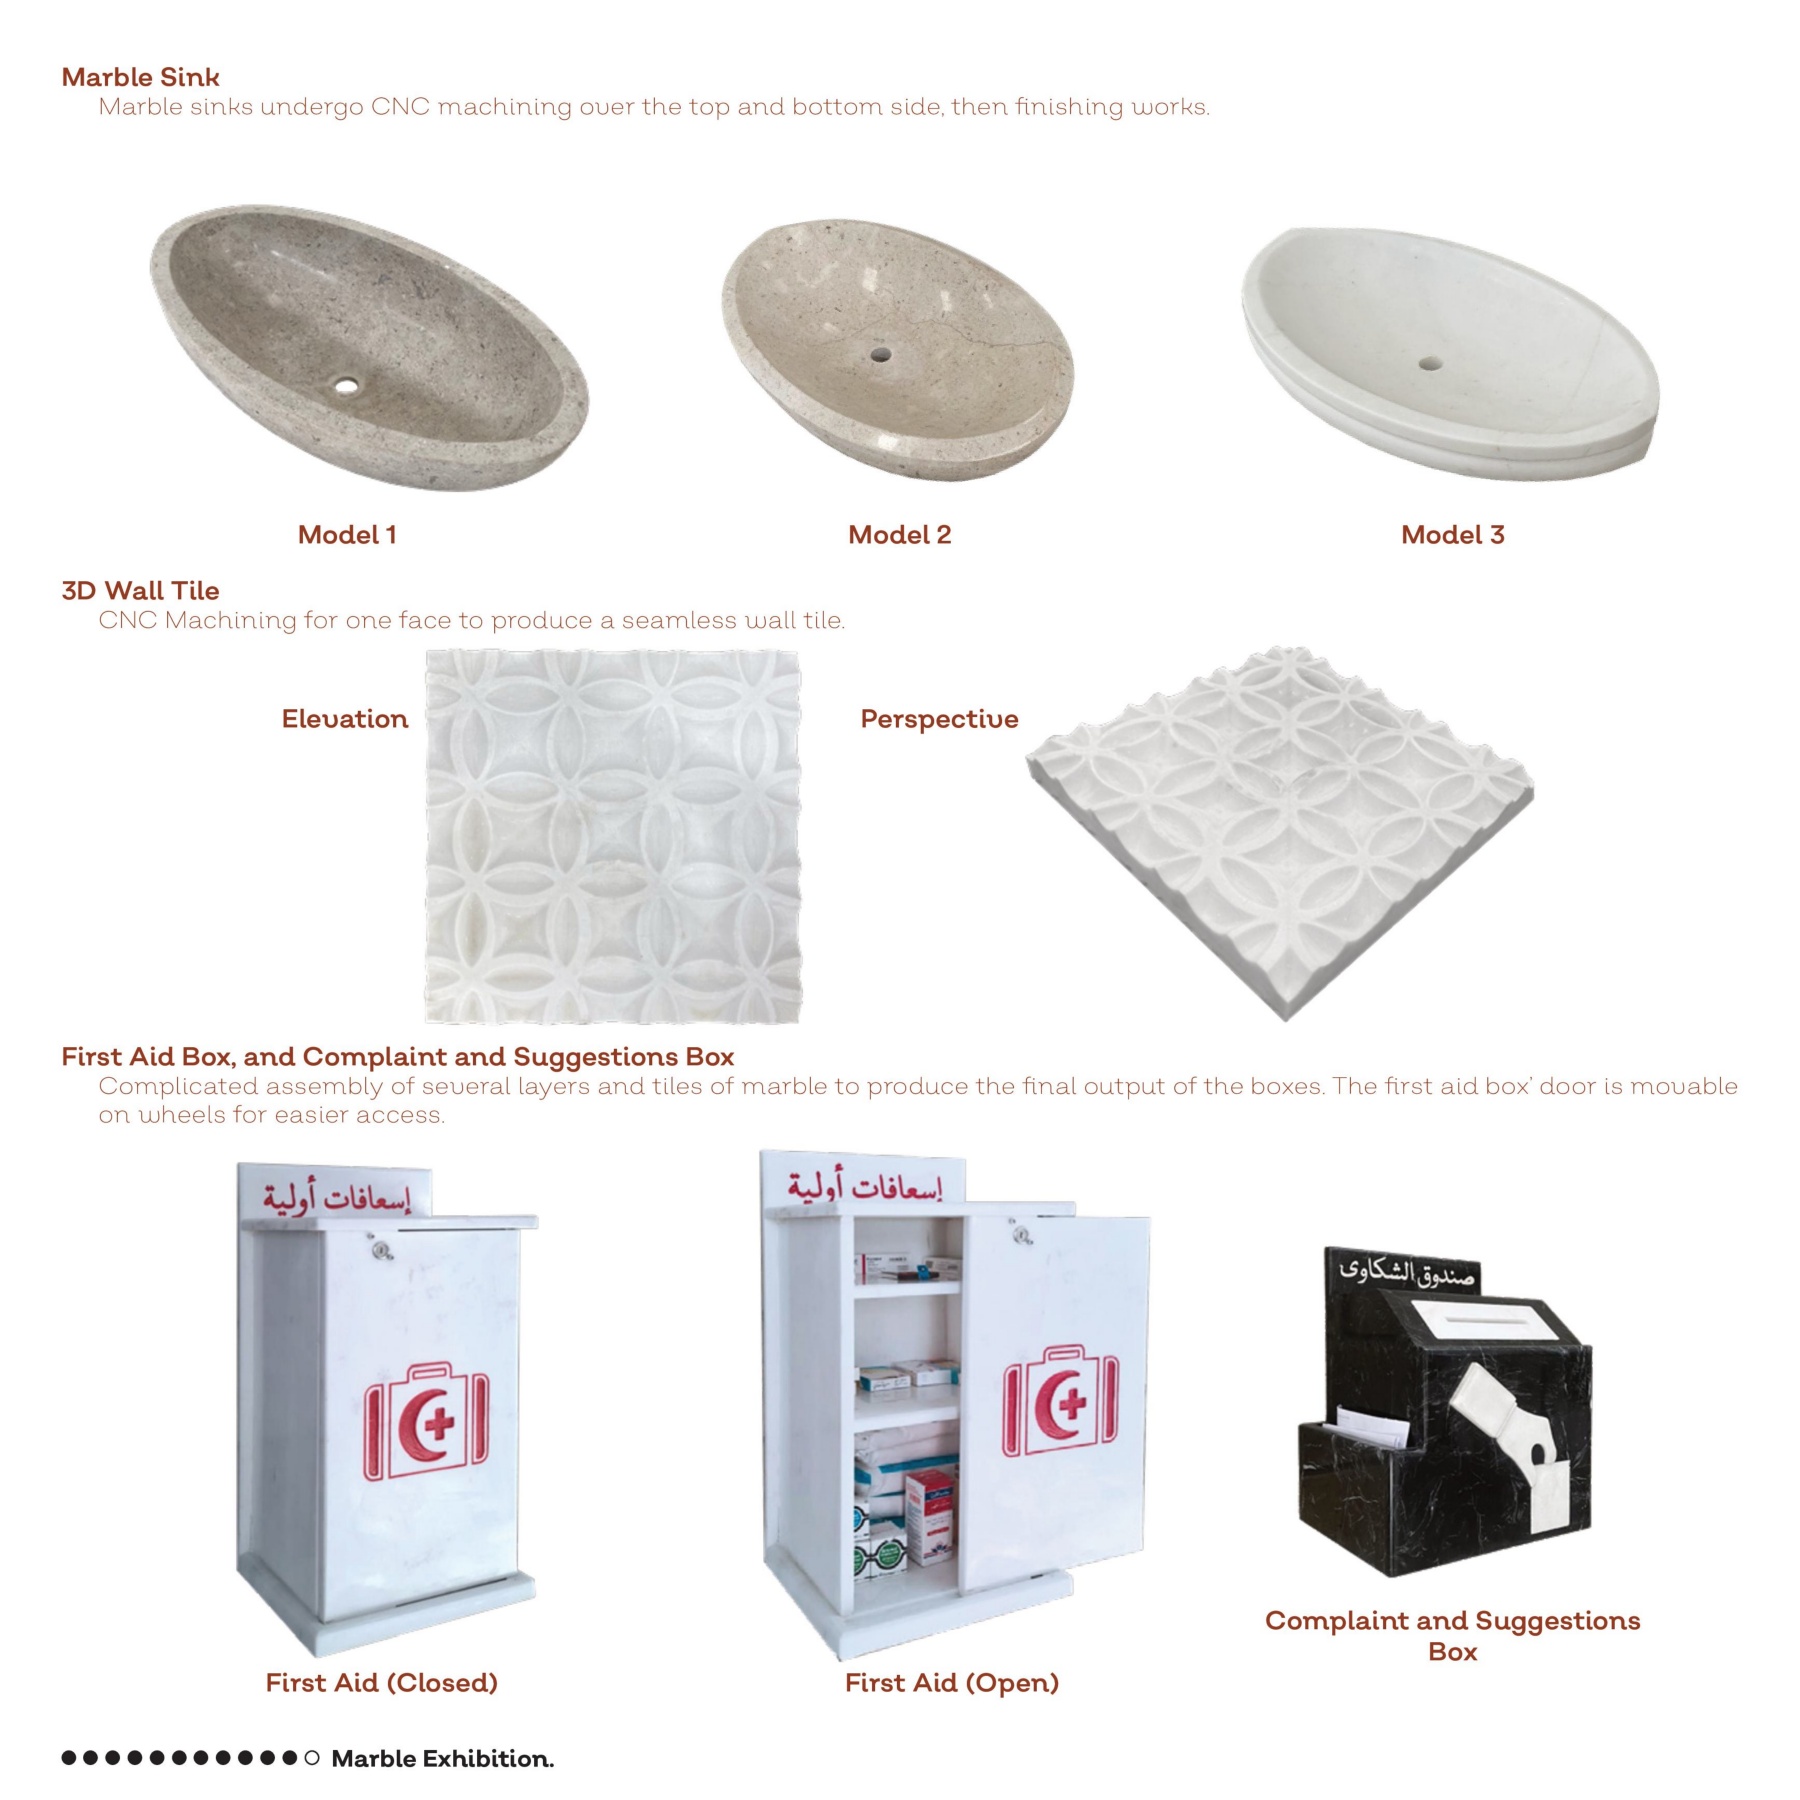 Marble Sink
Marble sinks undergo CNC machining over the top and bottom side, then finishing works.
Model 1
Model 2
Model 3
3D Wall Tile
CNC Machining for one face to produce a seamless wall tile.
Elevation
Perspective
First Aid Box, and Complaint and Suggestions Box
Complicated assembly of several layers and tiles of marble to produce the final output of the boxes. The first aid box' door is movable
on wheels for easier access.
إسعافات أولية
إسعافات أولية
صندوق الشكاوى
First Aid (Closed)
First Aid (Open)
Complaint and Suggestions
Box
Marble Exhibition.